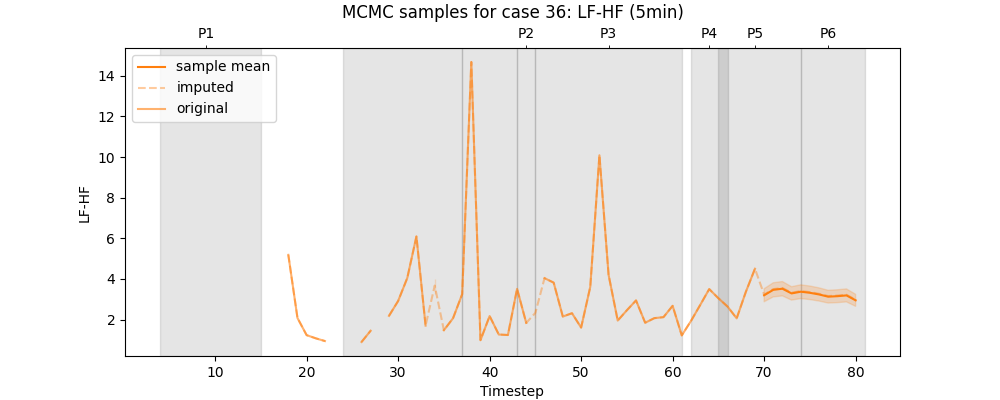 MCMC samples for case 36: LF-HF (5min)
P1 P2 P3 P4 P5 P6
sample mean
imputed
original
14
12
10
8
6
4
2
LF-HF
10 20 30 40 50 60 70 80
Timestep